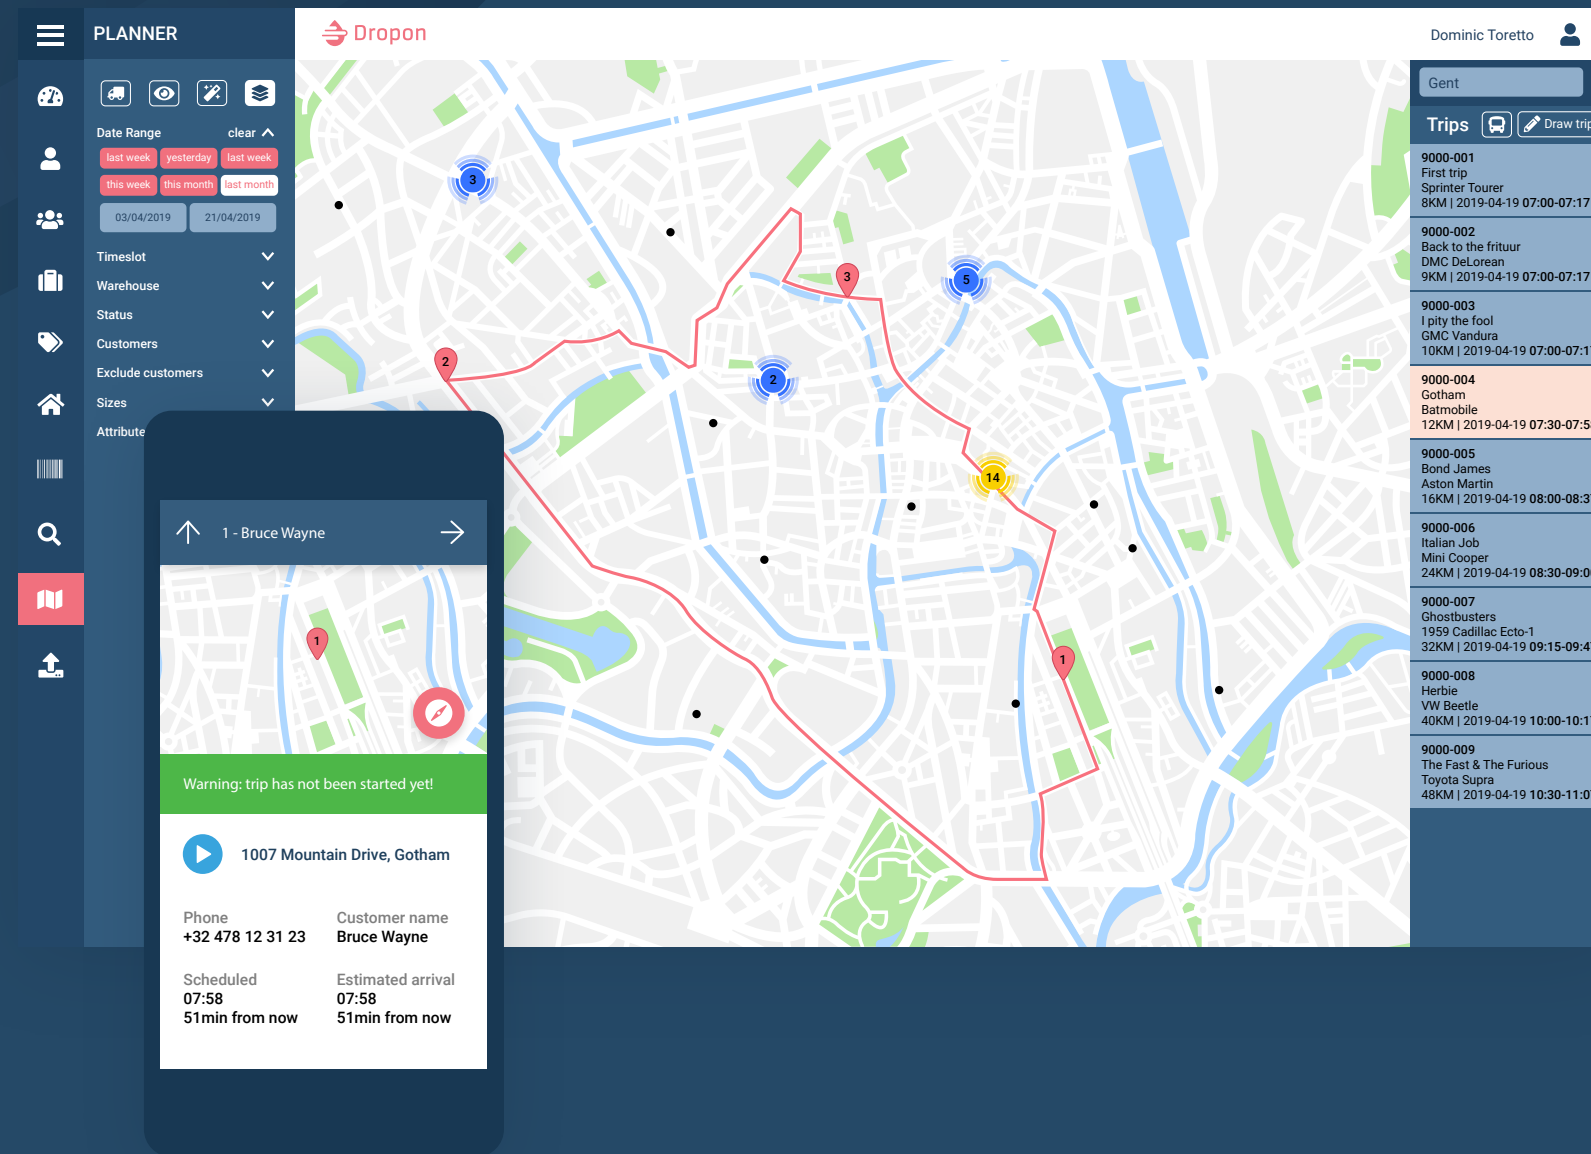 PLANNER
Dropon
Dominic Toretto
Date Range
clear
last week
yesterday
last week
this week
this month
last month
03/04/2019
21/04/2019
Timeslot
Warehouse
Status
Customers
Exclude customers
Sizes
Attribute
3
5
2
14
2
3
1
Gent
Trips
Draw trip
9000-001
First trip
Sprinter Tourer
8KM | 2019-04-19 07:00-07:17
9000-002
Back to the frituur
DMC DeLorean
9KM | 2019-04-19 07:00-07:17
9000-003
I pity the fool
GMC Vandura
10KM | 2019-04-19 07:00-07:1
9000-004
Gotham
Batmobile
12KM | 2019-04-19 07:30-07:5
9000-005
Bond James
Aston Martin
16KM | 2019-04-19 08:00-08:3
9000-006
Italian Job
Mini Cooper
24KM | 2019-04-19 08:30-09:0
9000-007
Ghostbusters
1959 Cadillac Ecto-1
32KM | 2019-04-19 09:15-09:4
9000-008
Herbie
VW Beetle
40KM | 2019-04-19 10:00-10:1
9000-009
The Fast & The Furious
Toyota Supra
48KM | 2019-04-19 10:30-11:0
1 - Bruce Wayne
1
Warning: trip has not been started yet!
1007 Mountain Drive, Gotham
Phone
+32 478 12 31 23
Customer name
Bruce Wayne
Scheduled
07:58
51min from now
Estimated arrival
07:58
51min from now